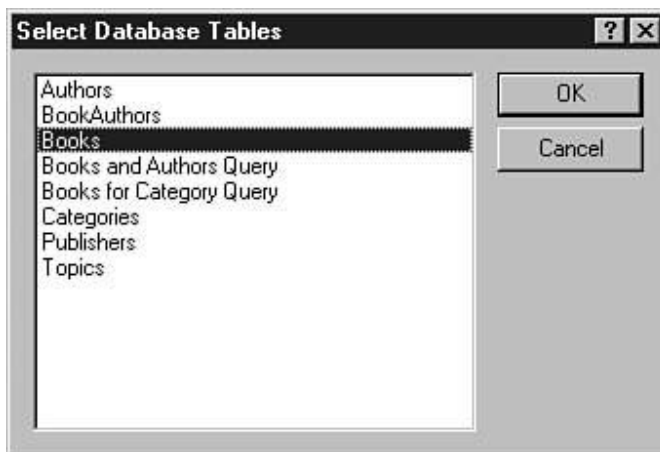 Select Database Tables
Authors
BookAuthors
Books
Books and Authors Query
Books for Category Query
Categories
Publishers
Topics
OK
Cancel